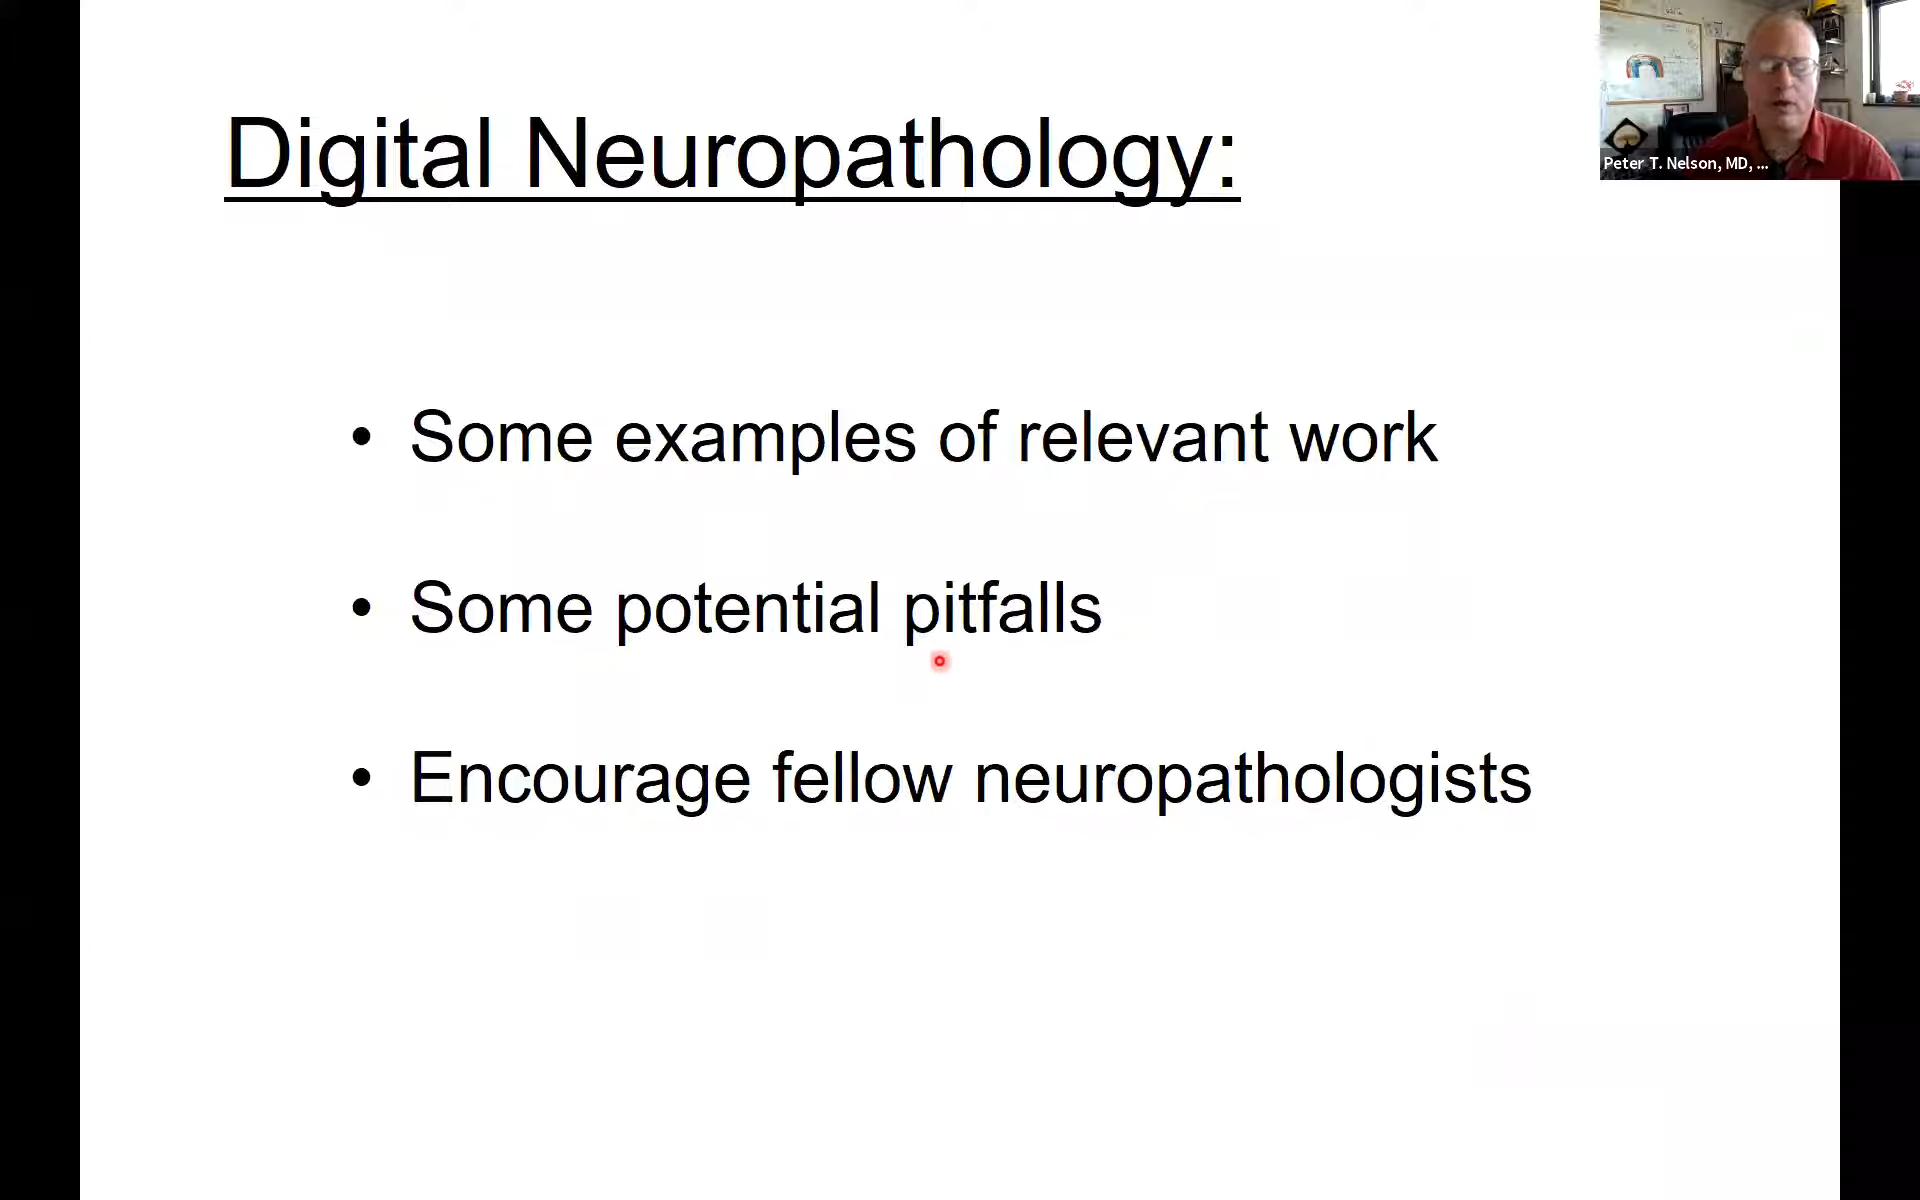 Digital Neuropathology:
Peter T. Nelson, MD, ...
• Some examples of relevant work
• Some potential pitfalls
• Encourage fellow neuropathologists